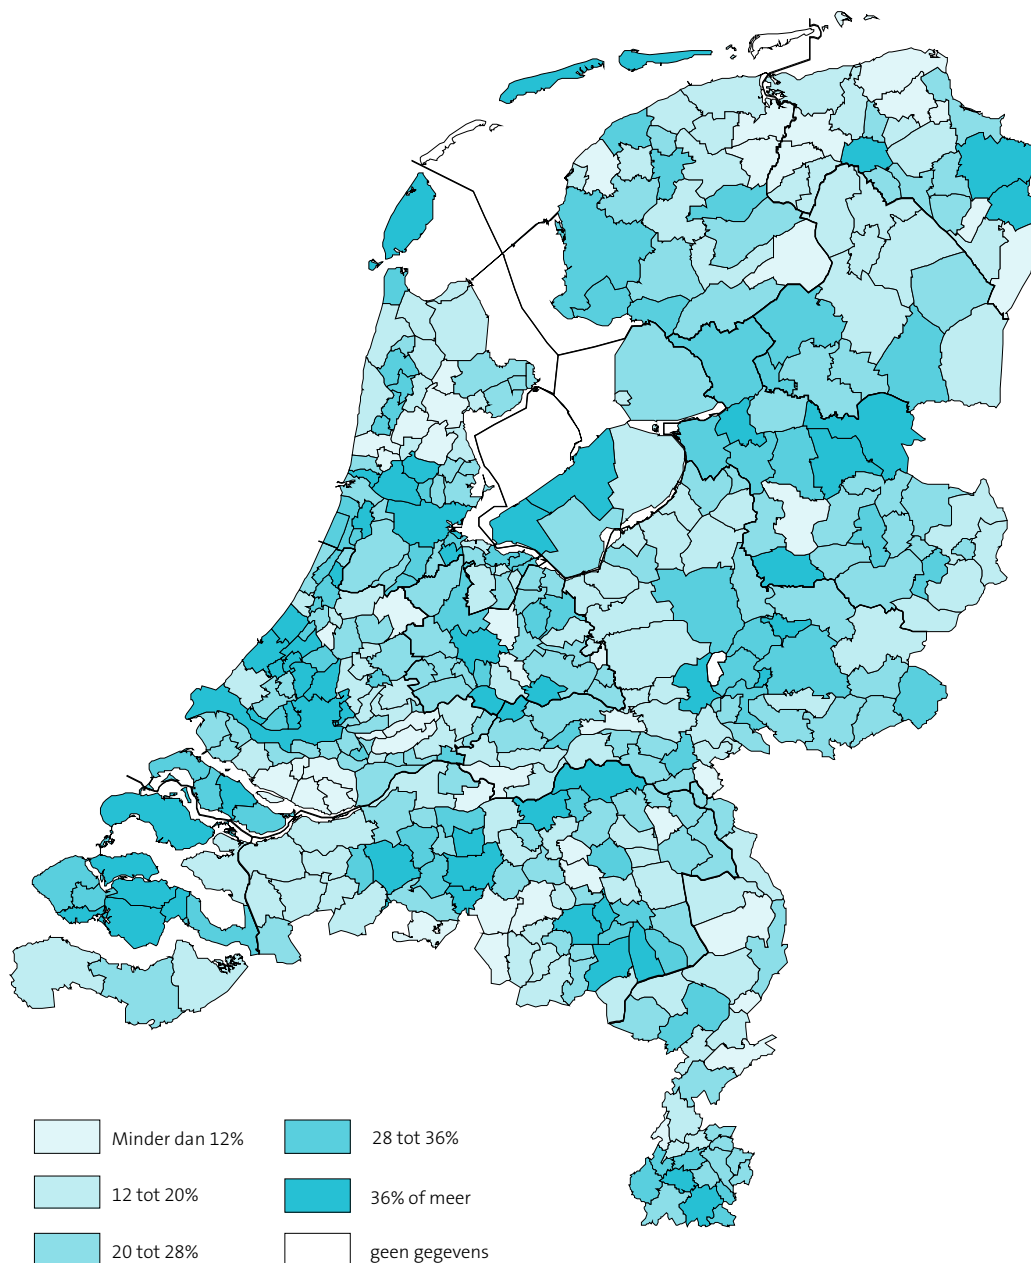 Minder dan 12%
12 tot 20%
20 tot 28%
28 tot 36%
36% of meer
geen gegevens